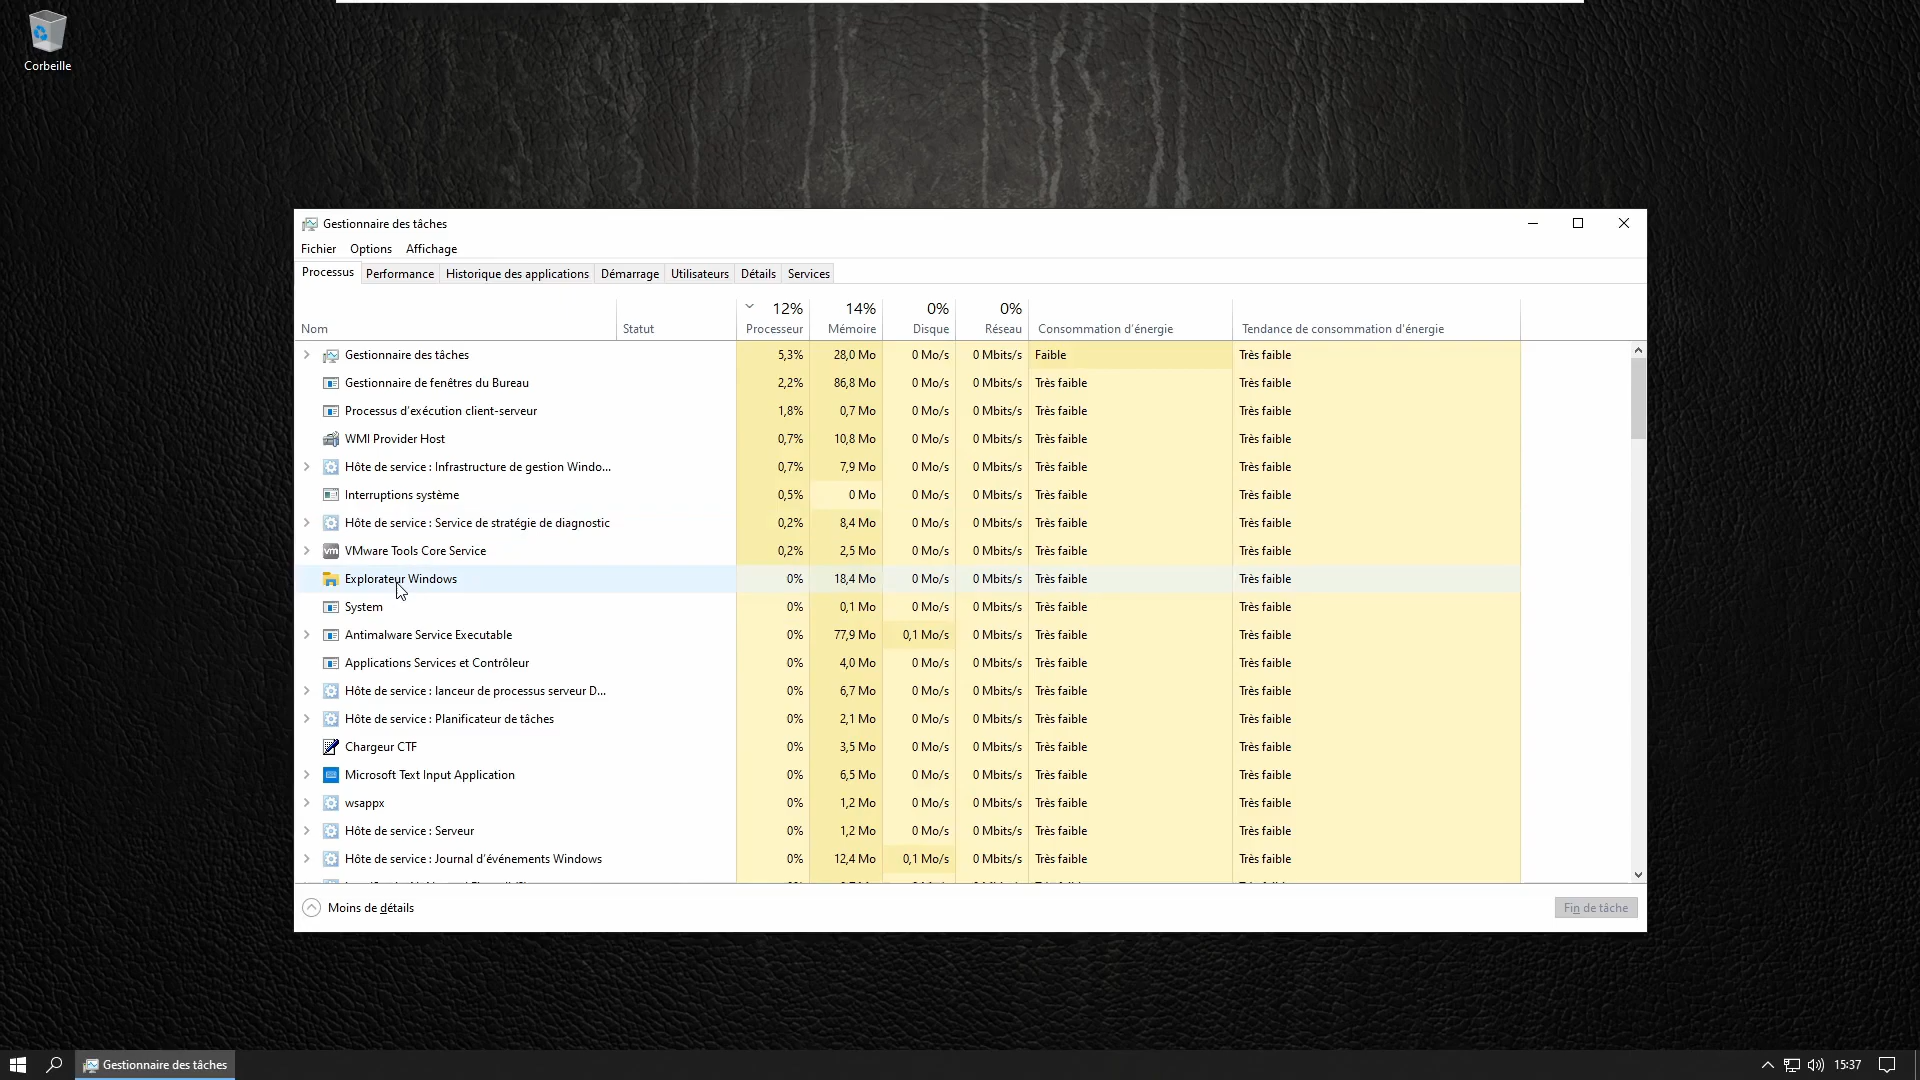 Corbeille
Gestionnaire des tâches
Fichier Options Affichage
Processus Performance Historique des applications Démarrage Utilisateurs Détails Services
12% 14% 0% 0%
Nom Statut Processeur Mémoire Disque Réseau Consommation d'énergie Tendance de consommation d'énergie
Gestionnaire des tâches 5,3% 28,0 Mo 0 Mo/s 0 Mbits/s Faible Très faible
Gestionnaire de fenêtres du Bureau 2,2% 86,8 Mo 0 Mo/s 0 Mbits/s Très faible Très faible
Processus d'exécution client-serveur 1,8% 0,7 Mo 0 Mo/s 0 Mbits/s Très faible Très faible
WMI Provider Host 0,7% 10,8 Mo 0 Mo/s 0 Mbits/s Très faible Très faible
Hôte de service : Infrastructure de gestion Windo... 0,7% 7,9 Mo 0 Mo/s 0 Mbits/s Très faible Très faible
Interruptions système 0,5% 0 Mo 0 Mo/s 0 Mbits/s Très faible Très faible
Hôte de service : Service de stratégie de diagnostic 0,2% 8,4 Mo 0 Mo/s 0 Mbits/s Très faible Très faible
vm VMware Tools Core Service 0,2% 2,5 Mo 0 Mo/s 0 Mbits/s Très faible Très faible
Explorateur Windows 0% 18,4 Mo 0 Mo/s 0 Mbits/s Très faible Très faible
System 0% 0,1 Mo 0 Mo/s 0 Mbits/s Très faible Très faible
Antimalware Service Executable 0% 77,9 Mo 0,1 Mo/s 0 Mbits/s Très faible Très faible
Applications Services et Contrôleur 0% 4,0 Mo 0 Mo/s 0 Mbits/s Très faible Très faible
Hôte de service : lanceur de processus serveur D... 0% 6,7 Mo 0 Mo/s 0 Mbits/s Très faible Très faible
Hôte de service : Planificateur de tâches 0% 2,1 Mo 0 Mo/s 0 Mbits/s Très faible Très faible
Chargeur CTF 0% 3,5 Mo 0 Mo/s 0 Mbits/s Très faible Très faible
Microsoft Text Input Application 0% 6,5 Mo 0 Mo/s 0 Mbits/s Très faible Très faible
wsappx 0% 1,2 Mo 0 Mo/s 0 Mbits/s Très faible Très faible
Hôte de service : Serveur 0% 1,2 Mo 0 Mo/s 0 Mbits/s Très faible Très faible
Hôte de service : Journal d'événements Windows 0% 12,4 Mo 0,1 Mo/s 0 Mbits/s Très faible Très faible
Moins de détails Fin de tâche
Gestionnaire des tâches 15:37